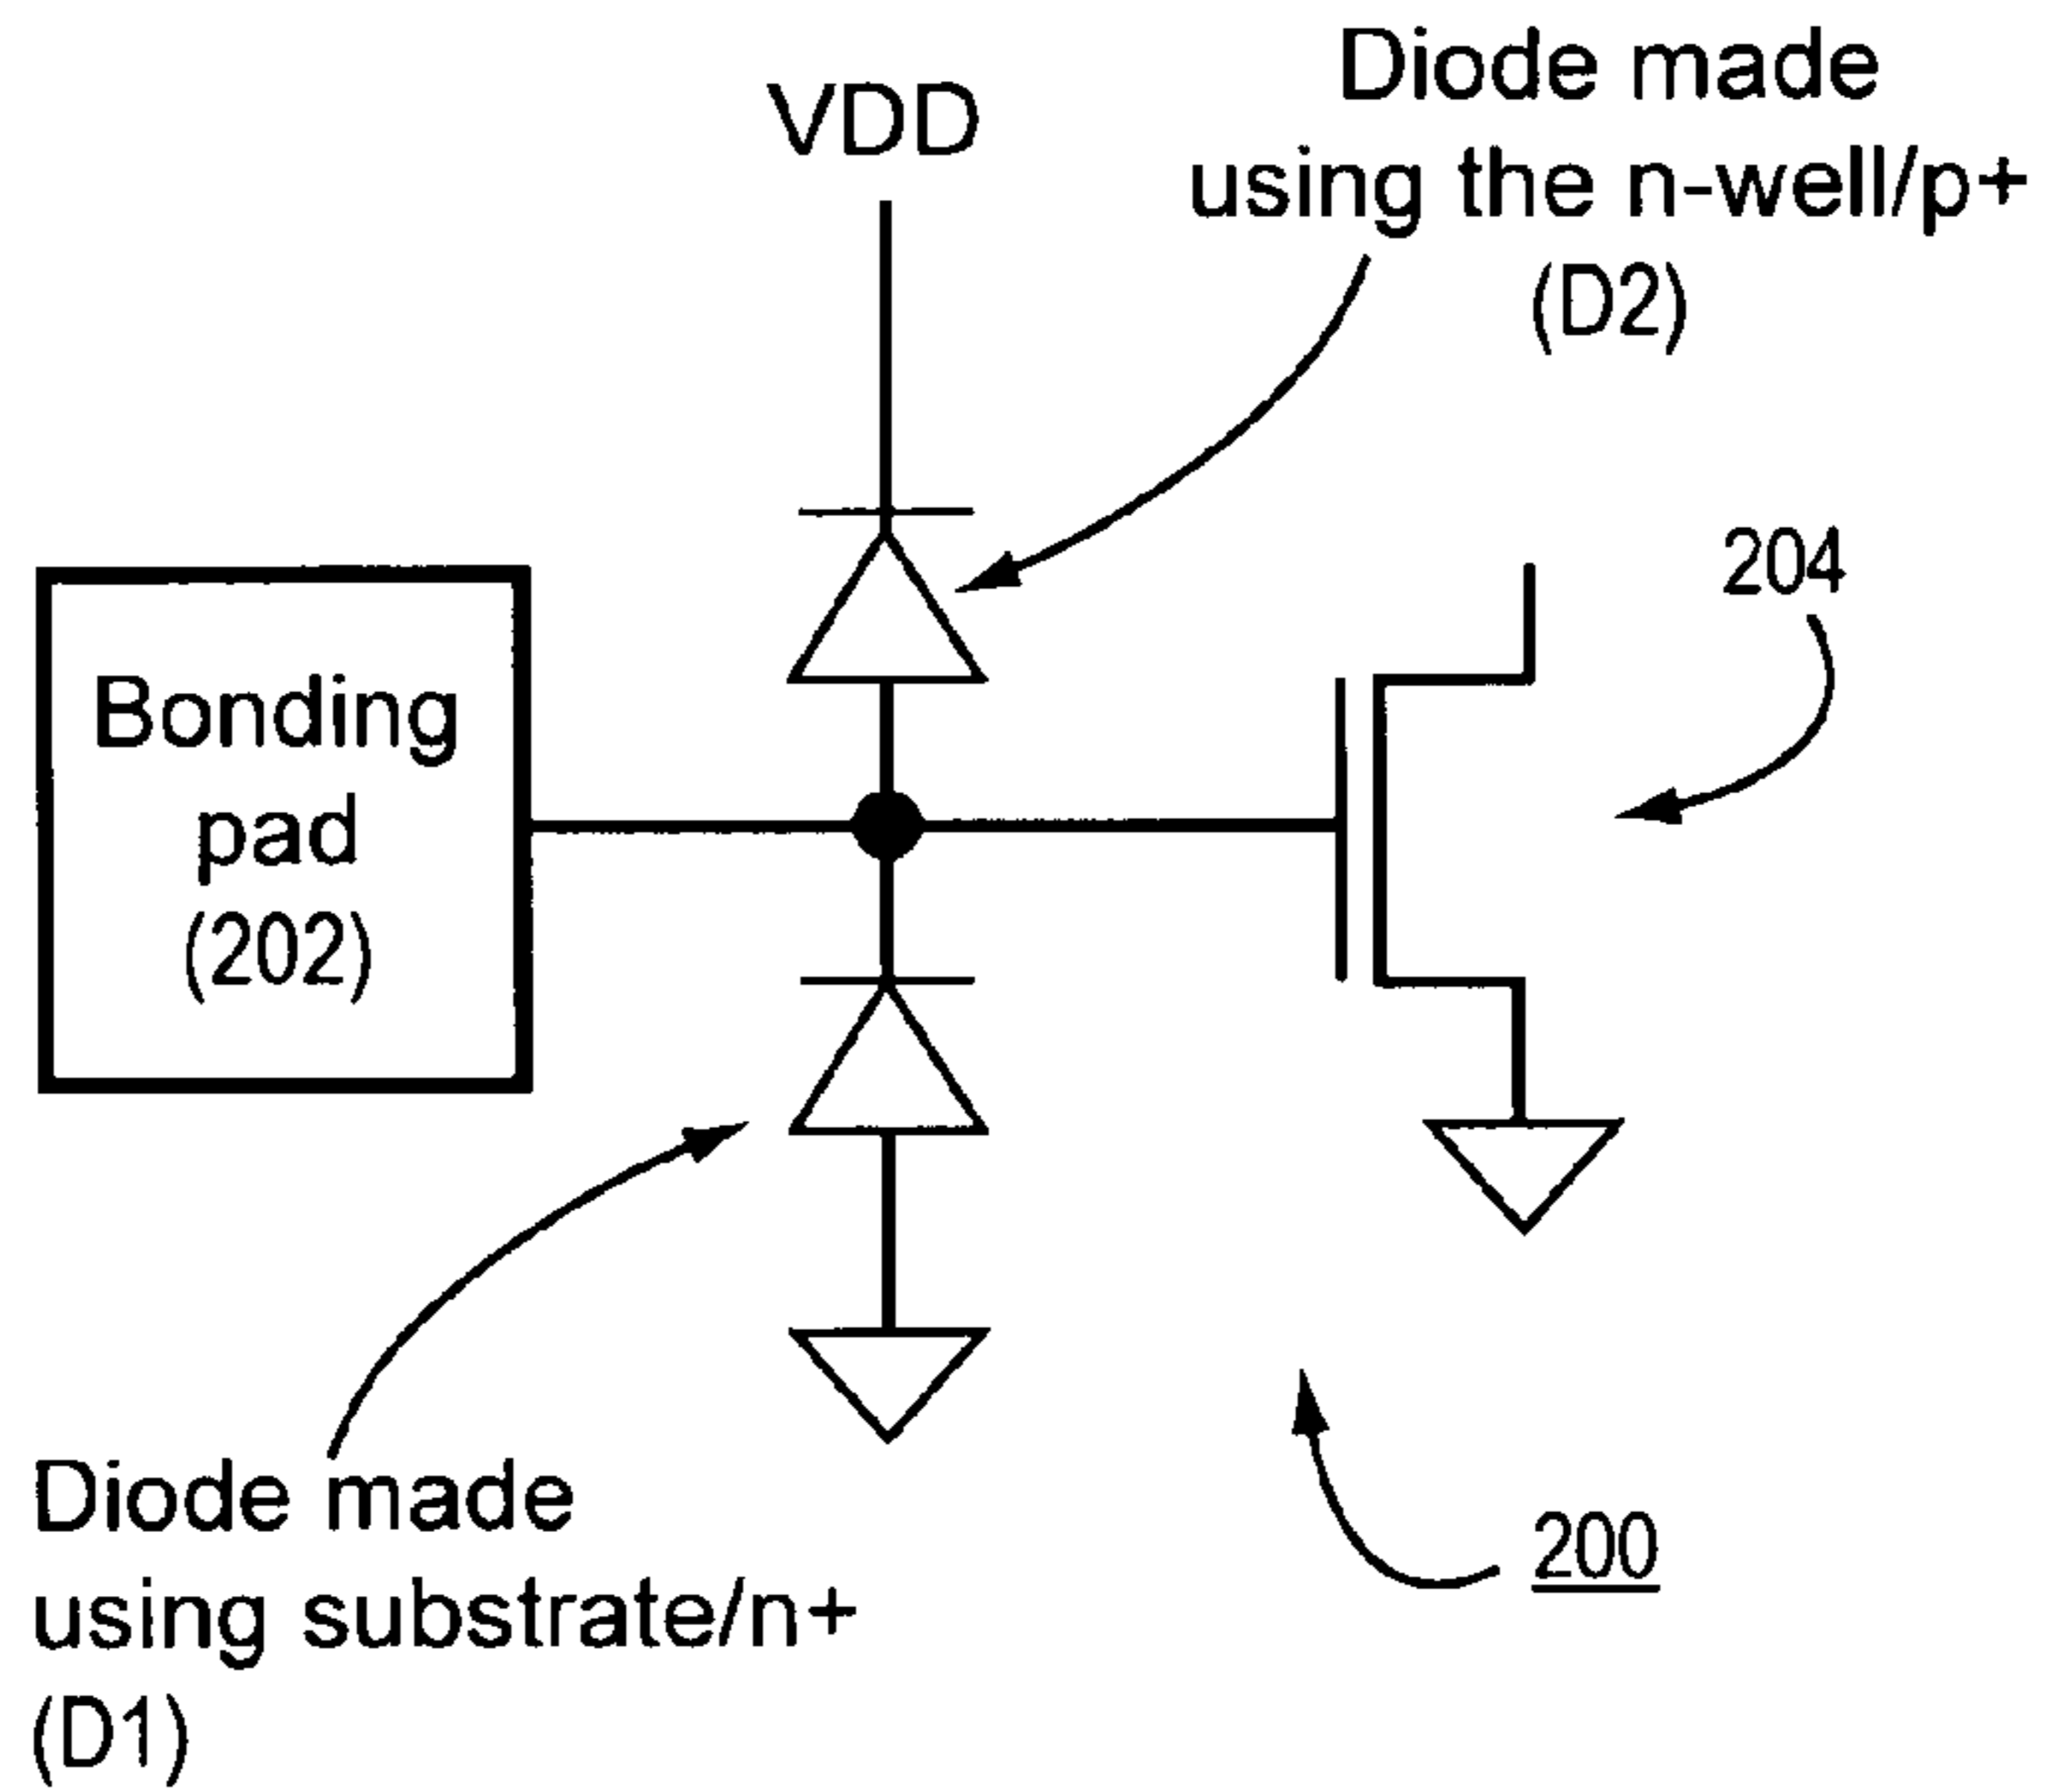 Diode made
using the n-well/p+
(D2)
VDD
204
Bonding
pad
(202)
Diode made
using substrate/n+
(D1)
200